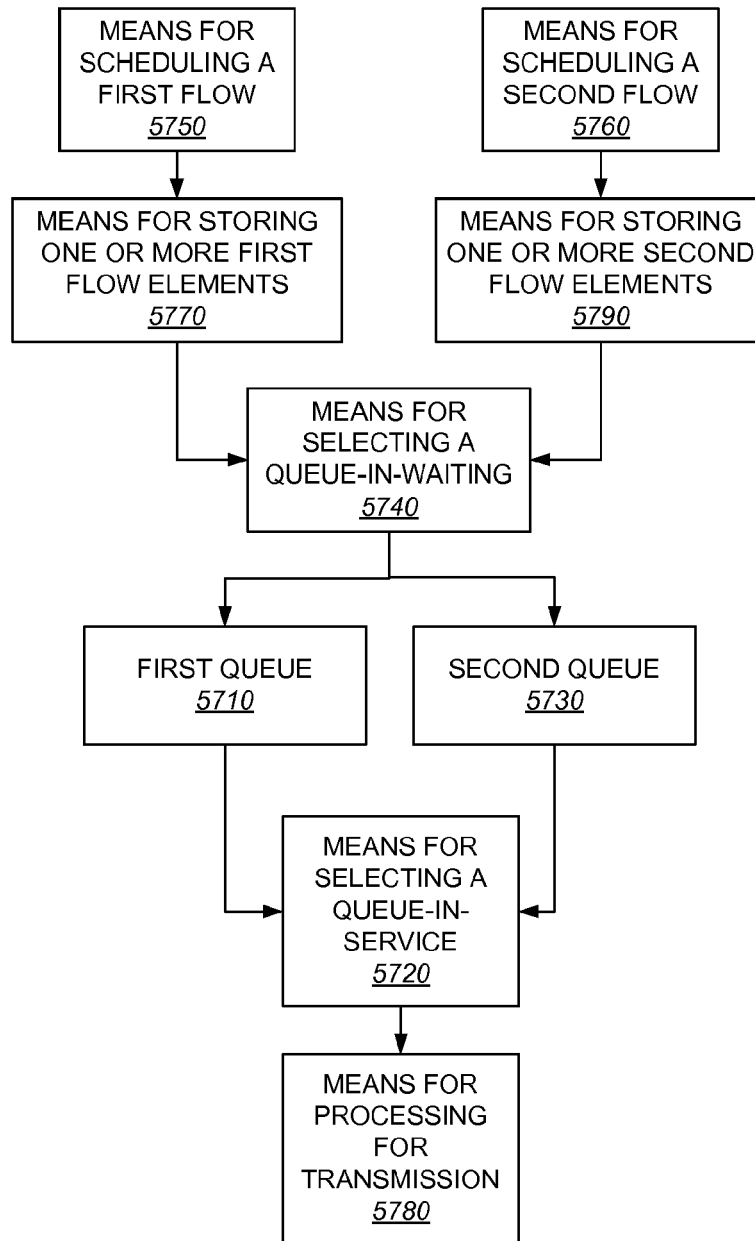 MEANS FOR
SCHEDULING A
FIRST FLOW
5750
MEANS FOR
SCHEDULING A
SECOND FLOW
5760
MEANS FOR STORING
ONE OR MORE FIRST
FLOW ELEMENTS
5770
MEANS FOR STORING
ONE OR MORE SECOND
FLOW ELEMENTS
5790
MEANS FOR
SELECTING A
QUEUE-IN-WAITING
5740
FIRST QUEUE
5710
SECOND QUEUE
5730
MEANS FOR
SELECTING A
QUEUE-IN-
SERVICE
5720
MEANS FOR
PROCESSING
FOR
TRANSMISSION
5780